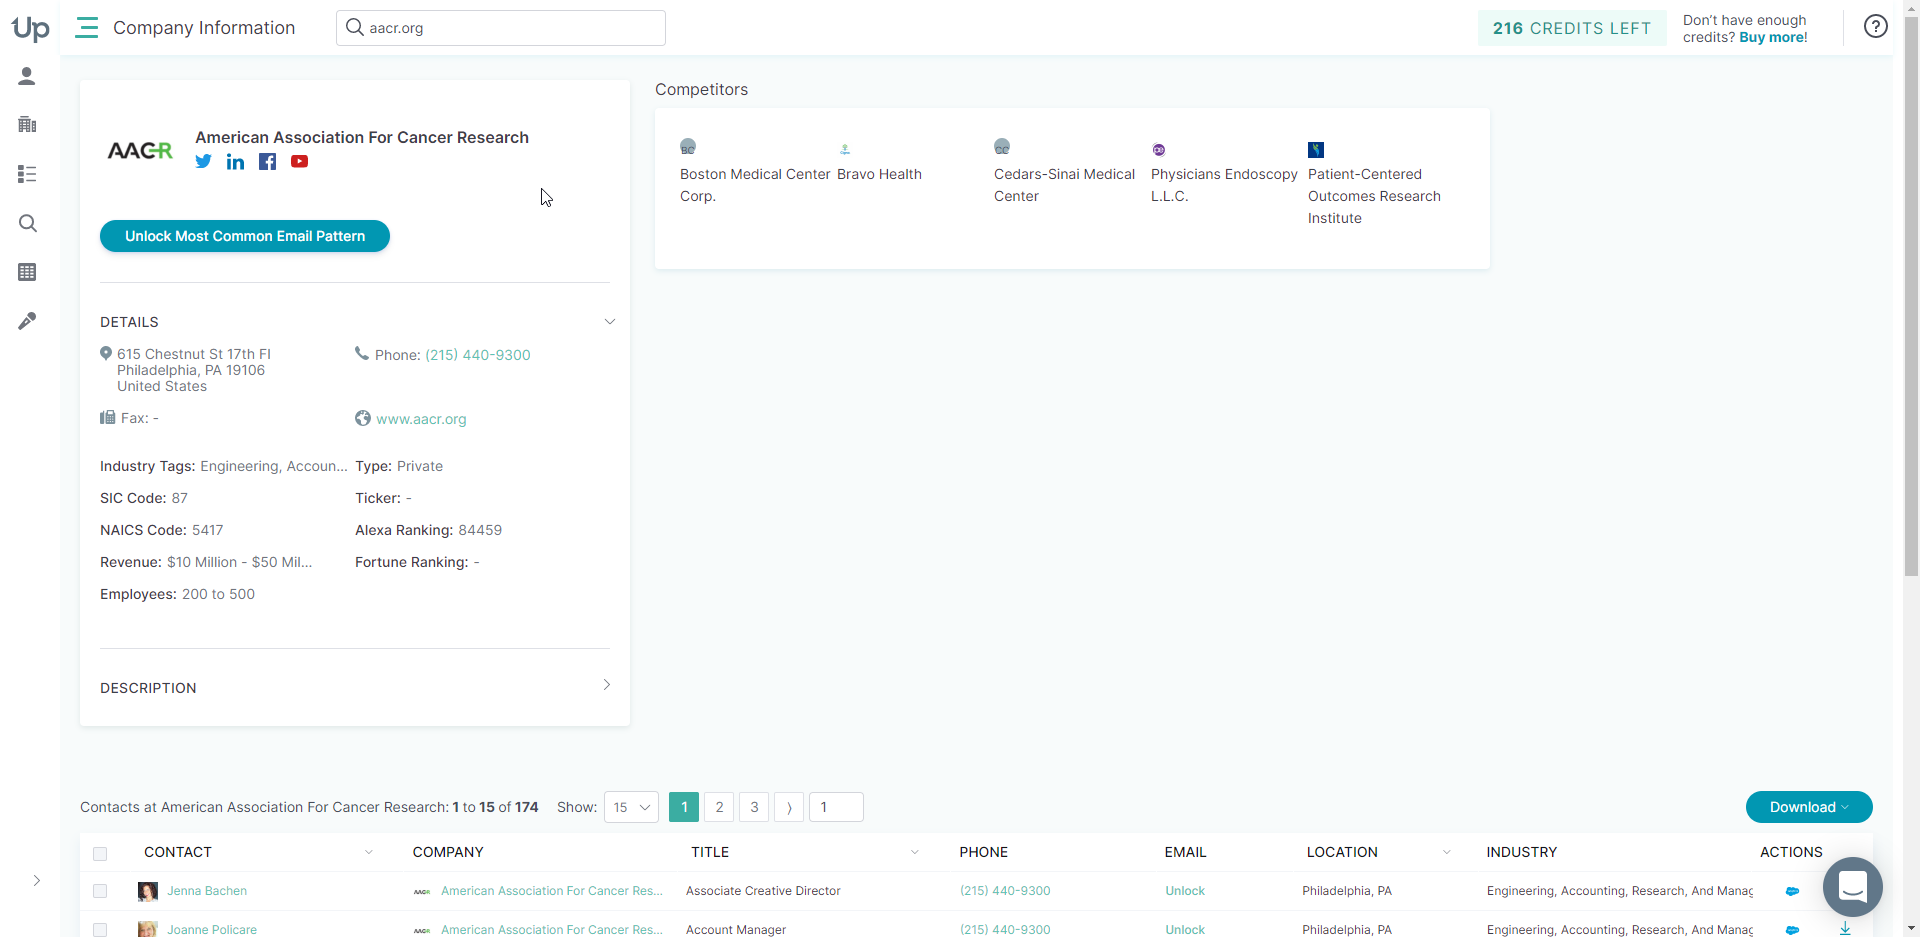 Up
Company Information
aacr.org
216 CREDITS LEFT
Don't have enough
credits? Buy more!
?
AACR
American Association For Cancer Research
Unlock Most Common Email Pattern
DETAILS
615 Chestnut St 17th Fl
Philadelphia, PA 19106
United States
Phone: (215) 440-9300
Fax: -
www.aacr.org
Industry Tags: Engineering, Accoun...
Type: Private
SIC Code: 87
Ticker: -
NAICS Code: 5417
Alexa Ranking: 84459
Revenue: $10 Million - $50 Mil...
Fortune Ranking: -
Employees: 200 to 500
DESCRIPTION
Competitors
BC
Boston Medical Center
Corp.
Bravo Health
CC
Cedars-Sinai Medical
Center
PE
Physicians Endoscopy
L.L.C.
Patient-Centered
Outcomes Research
Institute
Contacts at American Association For Cancer Research: 1 to 15 of 174
Show: 15
1 2 3 ⟩ 1
Download
CONTACT COMPANY TITLE PHONE EMAIL LOCATION INDUSTRY ACTIONS
Jenna Bachen AACR American Association For Cancer Res... Associate Creative Director (215) 440-9300 Unlock Philadelphia, PA Engineering, Accounting, Research, And Manag
Joanne Policare AACR American Association For Cancer Res... Account Manager (215) 440-9300 Unlock Philadelphia, PA Engineering, Accounting, Research, And Manag